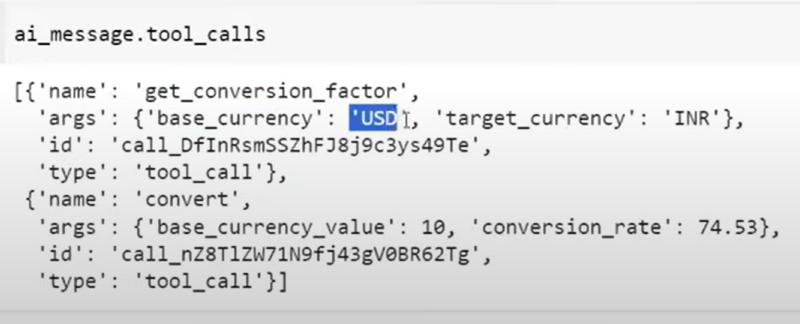 ai_message.tool_calls
[{'name': 'get_conversion_factor',
'args': {'base_currency': 'USD', 'target_currency': 'INR'},
'id': 'call_DfInRsmSSZhFJ8j9c3ys49Te',
'type': 'tool_call'},
{'name': 'convert',
'args': {'base_currency_value': 10, 'conversion_rate': 74.53},
'id': 'call_nZ8TlZW71N9fj43gV0BR62Tg',
'type': 'tool_call'}]